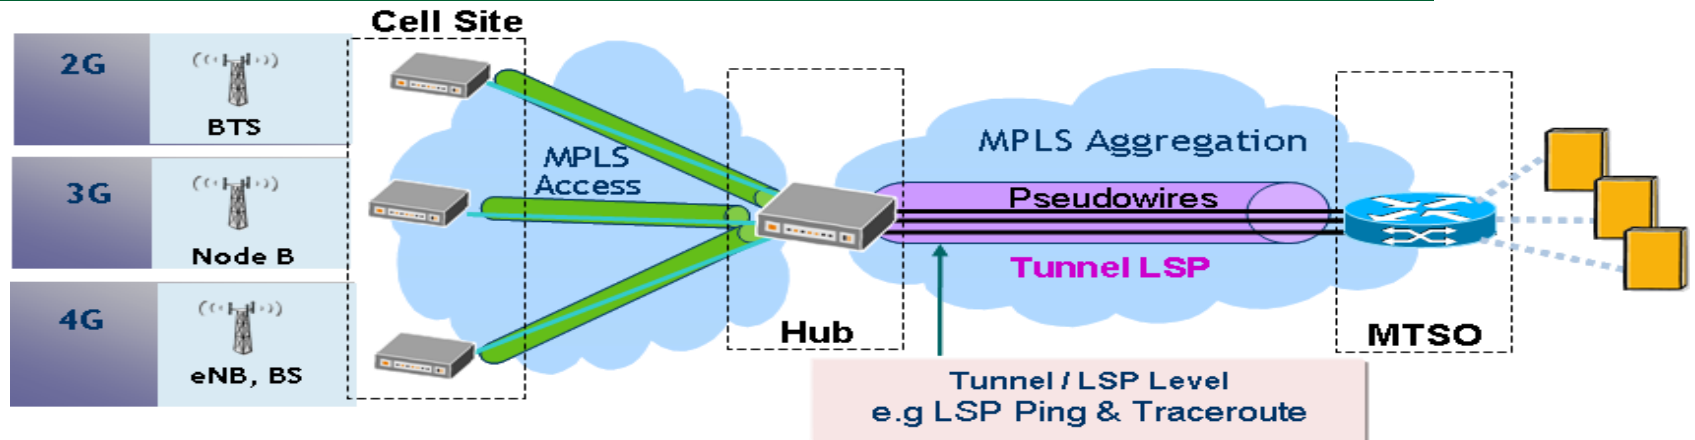 Cell Site
2G
BTS
3G
Node B
4G
eNB, BS
MPLS
Access
Hub
MPLS Aggregation
Pseudowires
Tunnel LSP
MTSO
Tunnel / LSP Level
e.g LSP Ping & Traceroute